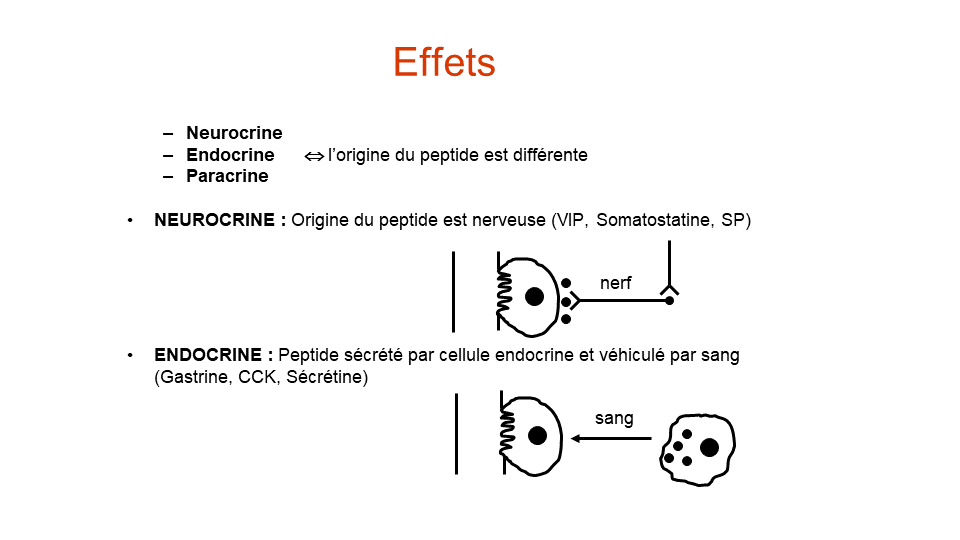 Effets
– Neurocrine
– Endocrine ⇔ l’origine du peptide est différente
– Paracrine
• NEUROCRINE : Origine du peptide est nerveuse (VIP, Somatostatine, SP)
nerf
• ENDOCRINE : Peptide sécrété par cellule endocrine et véhiculé par sang
(Gastrine, CCK, Sécrétine)
sang